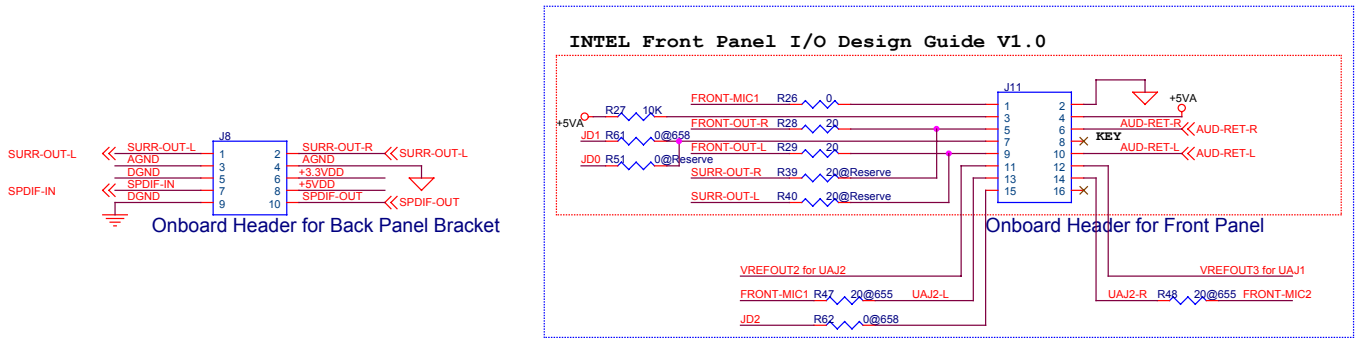 INTEL Front Panel I/O Design Guide V1.0
J8
SURR-OUT-L SURR-OUT-L 1 2 SURR-OUT-R SURR-OUT-L
AGND 3 4 AGND
DGND 5 6 +3.3VDD
SPDIF-IN SPDIF-IN 7 8 +5VDD
DGND 9 10 SPDIF-OUT SPDIF-OUT
Onboard Header for Back Panel Bracket
J11
FRONT-MIC1 R26 0 1 2
+5VA R27 10K 3 4 +5VA
FRONT-OUT-R R28 20 5 6 AUD-RET-R AUD-RET-R
JD1 R61 0@658 7 8 KEY
FRONT-OUT-L R29 20 9 10 AUD-RET-L AUD-RET-L
JD0 R51 0@Reserve 11 12
SURR-OUT-R R39 20@Reserve 13 14
SURR-OUT-L R40 20@Reserve 15 16
Onboard Header for Front Panel
VREFOUT2 for UAJ2 VREFOUT3 for UAJ1
FRONT-MIC1 R47 20@655 UAJ2-L UAJ2-R R48 20@655 FRONT-MIC2
JD2 R62 0@658